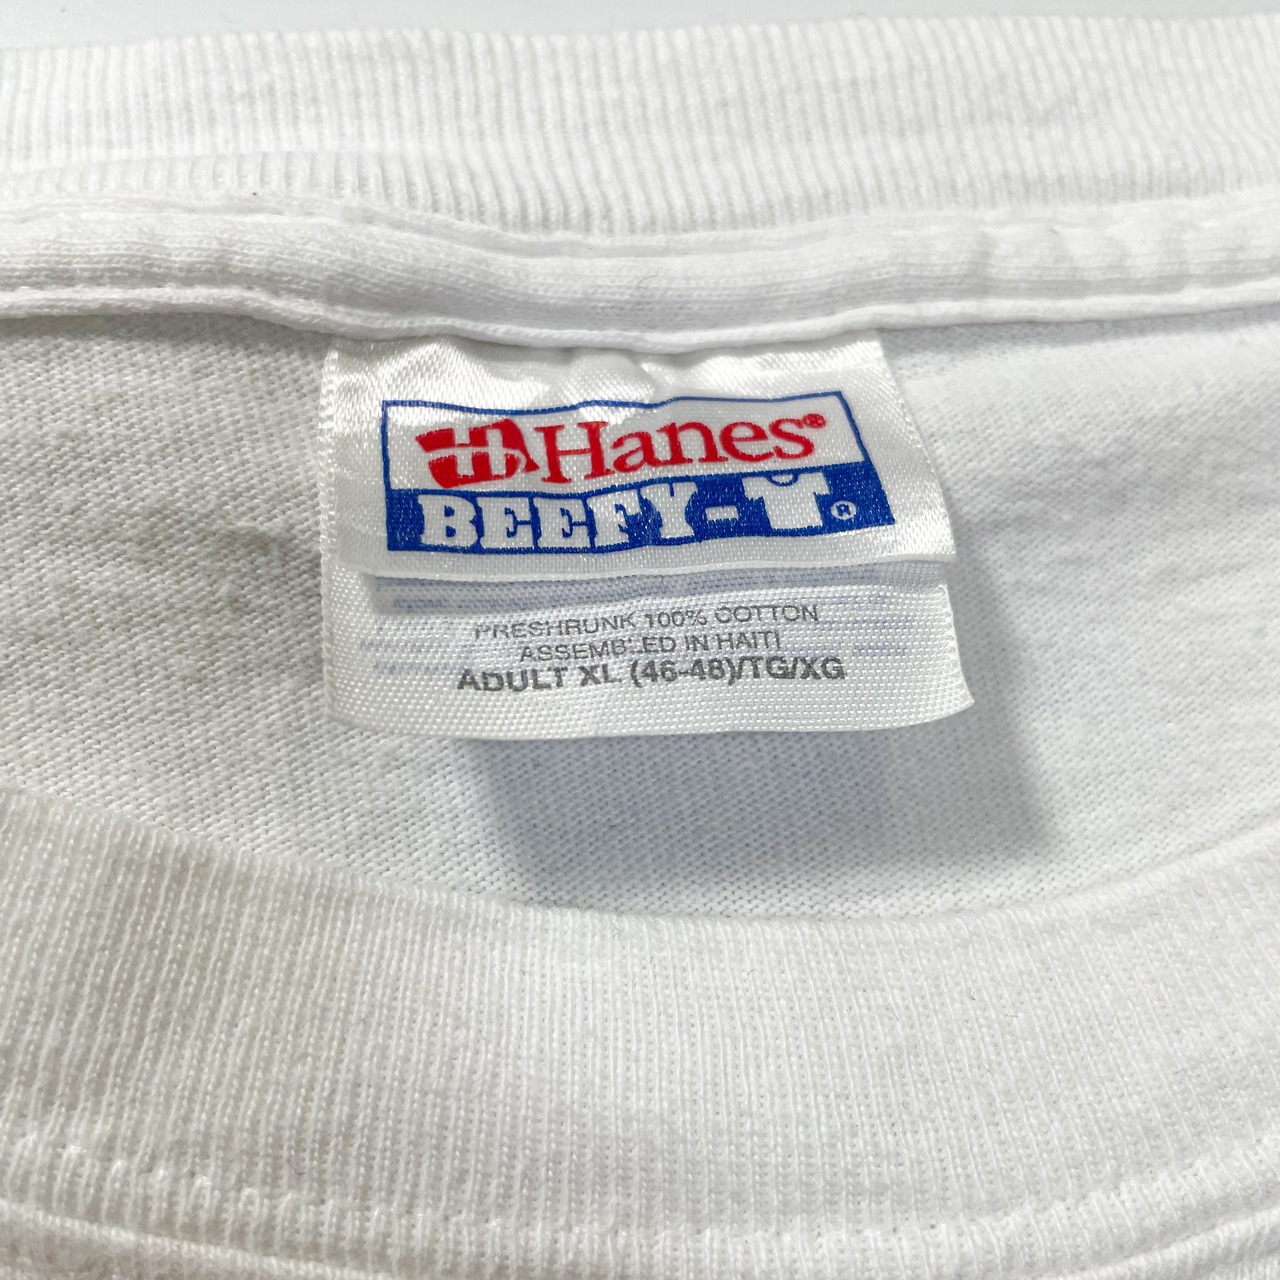 Hanes®
BEEFY-T®
PRESHRUNK 100% COTTON
ASSEMBLED IN HAITI
ADULT XL (46-48)/TG/XG